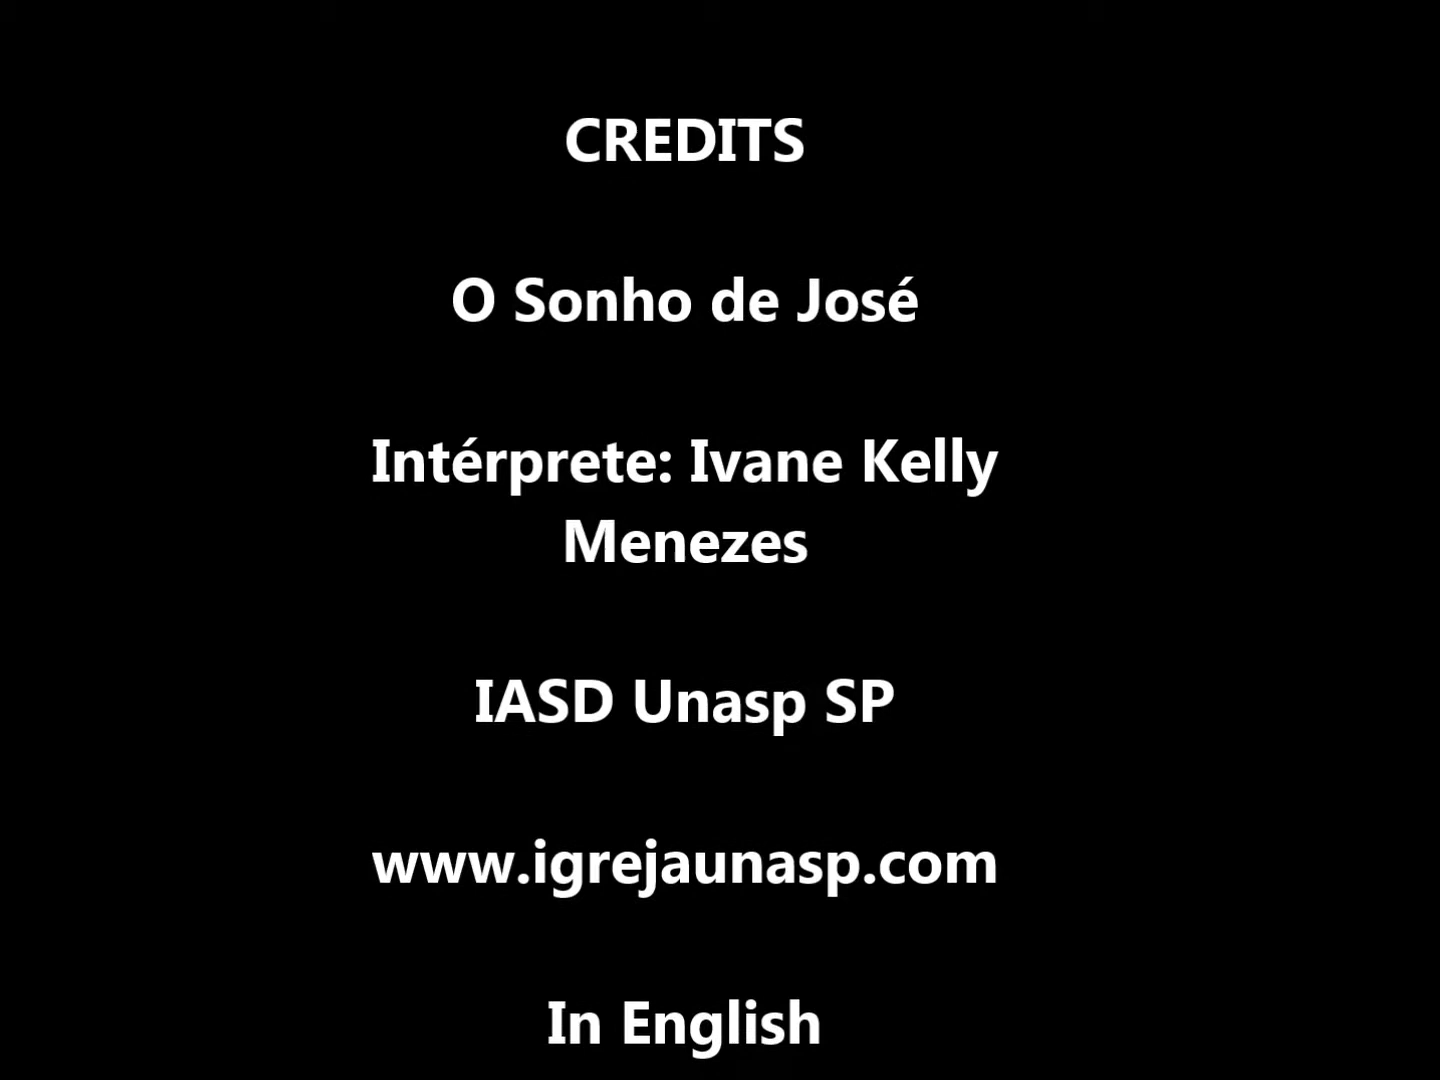 CREDITS
O Sonho de José
Intérprete: Ivane Kelly
Menezes
IASD Unasp SP
www.igrejaunasp.com
In English